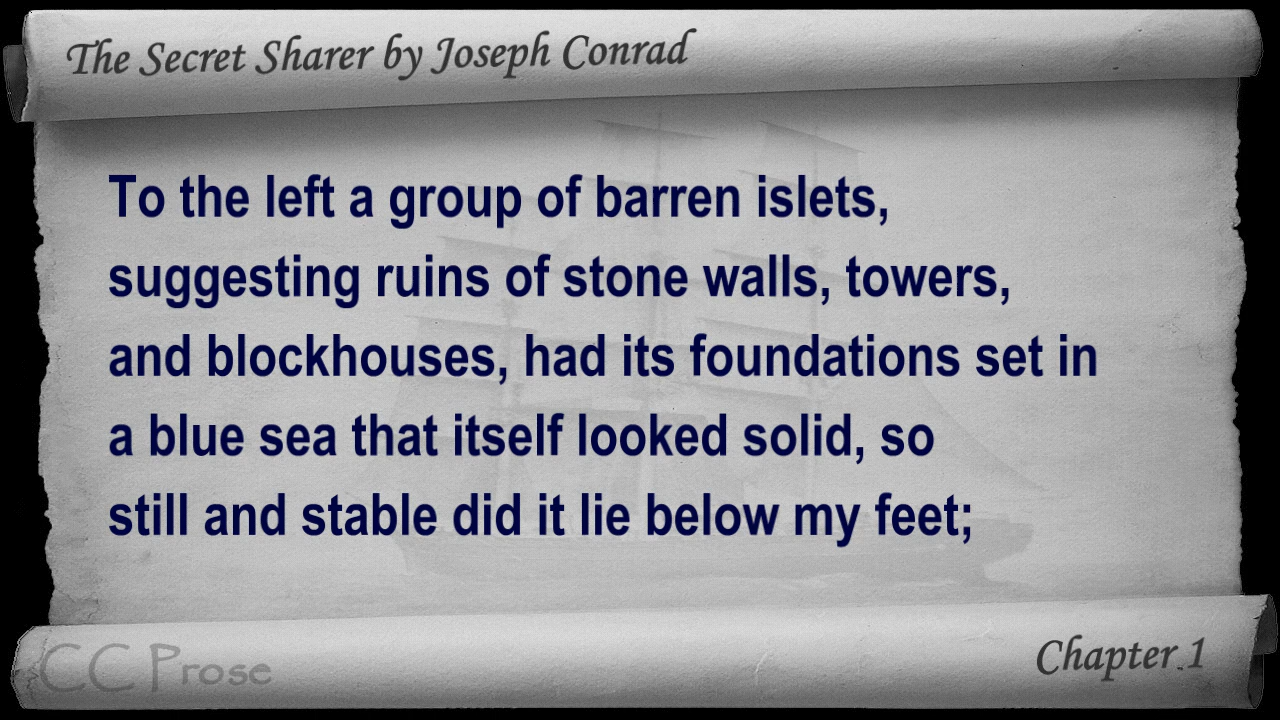 The Secret Sharer by Joseph Conrad
To the left a group of barren islets,
suggesting ruins of stone walls, towers,
and blockhouses, had its foundations set in
a blue sea that itself looked solid, so
still and stable did it lie below my feet;
CC Prose
Chapter 1